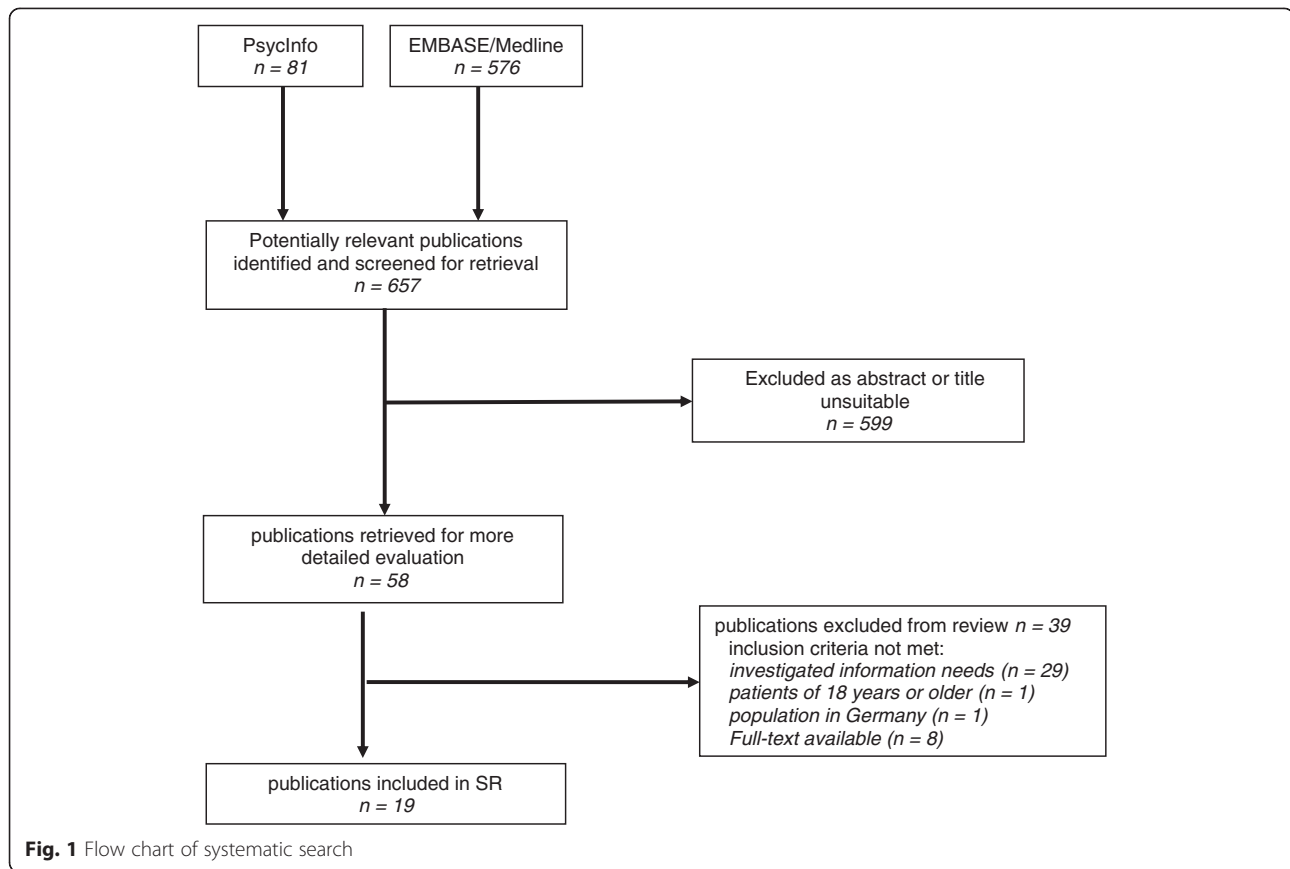 PsycInfo
n = 81
EMBASE/Medline
n = 576
Potentially relevant publications
identified and screened for retrieval
n = 657
Excluded as abstract or title
unsuitable
n = 599
publications retrieved for more
detailed evaluation
n = 58
publications excluded from review n = 39
inclusion criteria not met:
investigated information needs (n = 29)
patients of 18 years or older (n = 1)
population in Germany (n = 1)
Full-text available (n = 8)
publications included in SR
n = 19
Fig. 1 Flow chart of systematic search